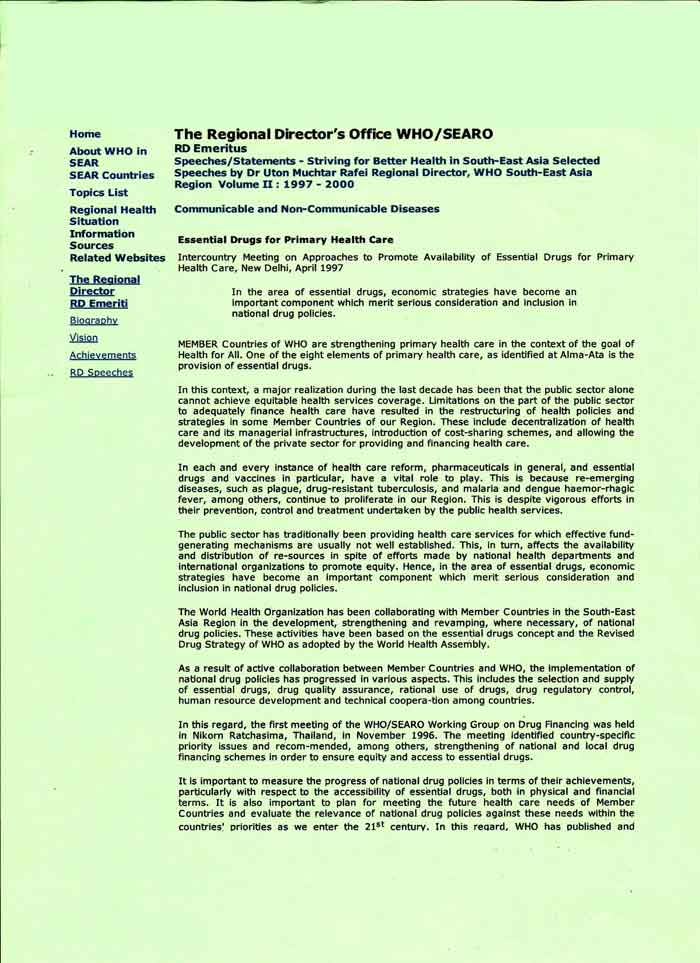 Home
About WHO in
SEAR
SEAR Countries
Topics List
Regional Health
Situation
Information
Sources
Related Websites
The Regional
Director
RD Emeriti
Biography
Vision
Achievements
RD Speeches
The Regional Director's Office WHO/SEARO
RD Emeritus
Speeches/Statements - Striving for Better Health in South-East Asia Selected
Speeches by Dr Uton Muchtar Rafei Regional Director, WHO South-East Asia
Region Volume II : 1997 - 2000
Communicable and Non-Communicable Diseases
Essential Drugs for Primary Health Care
Intercountry Meeting on Approaches to Promote Availability of Essential Drugs for Primary
Health Care, New Delhi, April 1997
In the area of essential drugs, economic strategies have become an
important component which merit serious consideration and inclusion in
national drug policies.
MEMBER Countries of WHO are strengthening primary health care in the context of the goal of
Health for All. One of the eight elements of primary health care, as identified at Alma-Ata is the
provision of essential drugs.
In this context, a major realization during the last decade has been that the public sector alone
cannot achieve equitable health services coverage. Limitations on the part of the public sector
to adequately finance health care have resulted in the restructuring of health policies and
strategies in some Member Countries of our Region. These include decentralization of health
care and its managerial infrastructures, introduction of cost-sharing schemes, and allowing the
development of the private sector for providing and financing health care.
In each and every instance of health care reform, pharmaceuticals in general, and essential
drugs and vaccines in particular, have a vital role to play. This is because re-emerging
diseases, such as plague, drug-resistant tuberculosis, and malaria and dengue haemor-rhagic
fever, among others, continue to proliferate in our Region. This is despite vigorous efforts in
their prevention, control and treatment undertaken by the public health services.
The public sector has traditionally been providing health care services for which effective fund-
generating mechanisms are usually not well established. This, in turn, affects the availability
and distribution of re-sources in spite of efforts made by national health departments and
international organizations to promote equity. Hence, in the area of essential drugs, economic
strategies have become an important component which merit serious consideration and
inclusion in national drug policies.
The World Health Organization has been collaborating with Member Countries in the South-East
Asia Region in the development, strengthening and revamping, where necessary, of national
drug policies. These activities have been based on the essential drugs concept and the Revised
Drug Strategy of WHO as adopted by the World Health Assembly.
As a result of active collaboration between Member Countries and WHO, the implementation of
national drug policies has progressed in various aspects. This includes the selection and supply
of essential drugs, drug quality assurance, rational use of drugs, drug regulatory control,
human resource development and technical coopera-tion among countries.
In this regard, the first meeting of the WHO/SEARO Working Group on Drug Financing was held
in Nikorn Ratchasima, Thailand, in November 1996. The meeting identified country-specific
priority issues and recom-mended, among others, strengthening of national and local drug
financing schemes in order to ensure equity and access to essential drugs.
It is important to measure the progress of national drug policies in terms of their achievements,
particularly with respect to the accessibility of essential drugs, both in physical and financial
terms. It is also important to plan for meeting the future health care needs of Member
Countries and evaluate the relevance of national drug policies against these needs within the
countries' priorities as we enter the 21st century. In this regard, WHO has published and